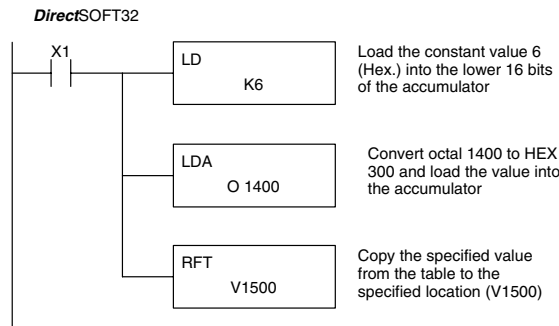 DirectSOFT32
X1
LD
K6
Load the constant value 6
(Hex.) into the lower 16 bits
of the accumulator
LDA
O 1400
Convert octal 1400 to HEX
300 and load the value into
the accumulator
RFT
V1500
Copy the specified value
from the table to the
specified location (V1500)